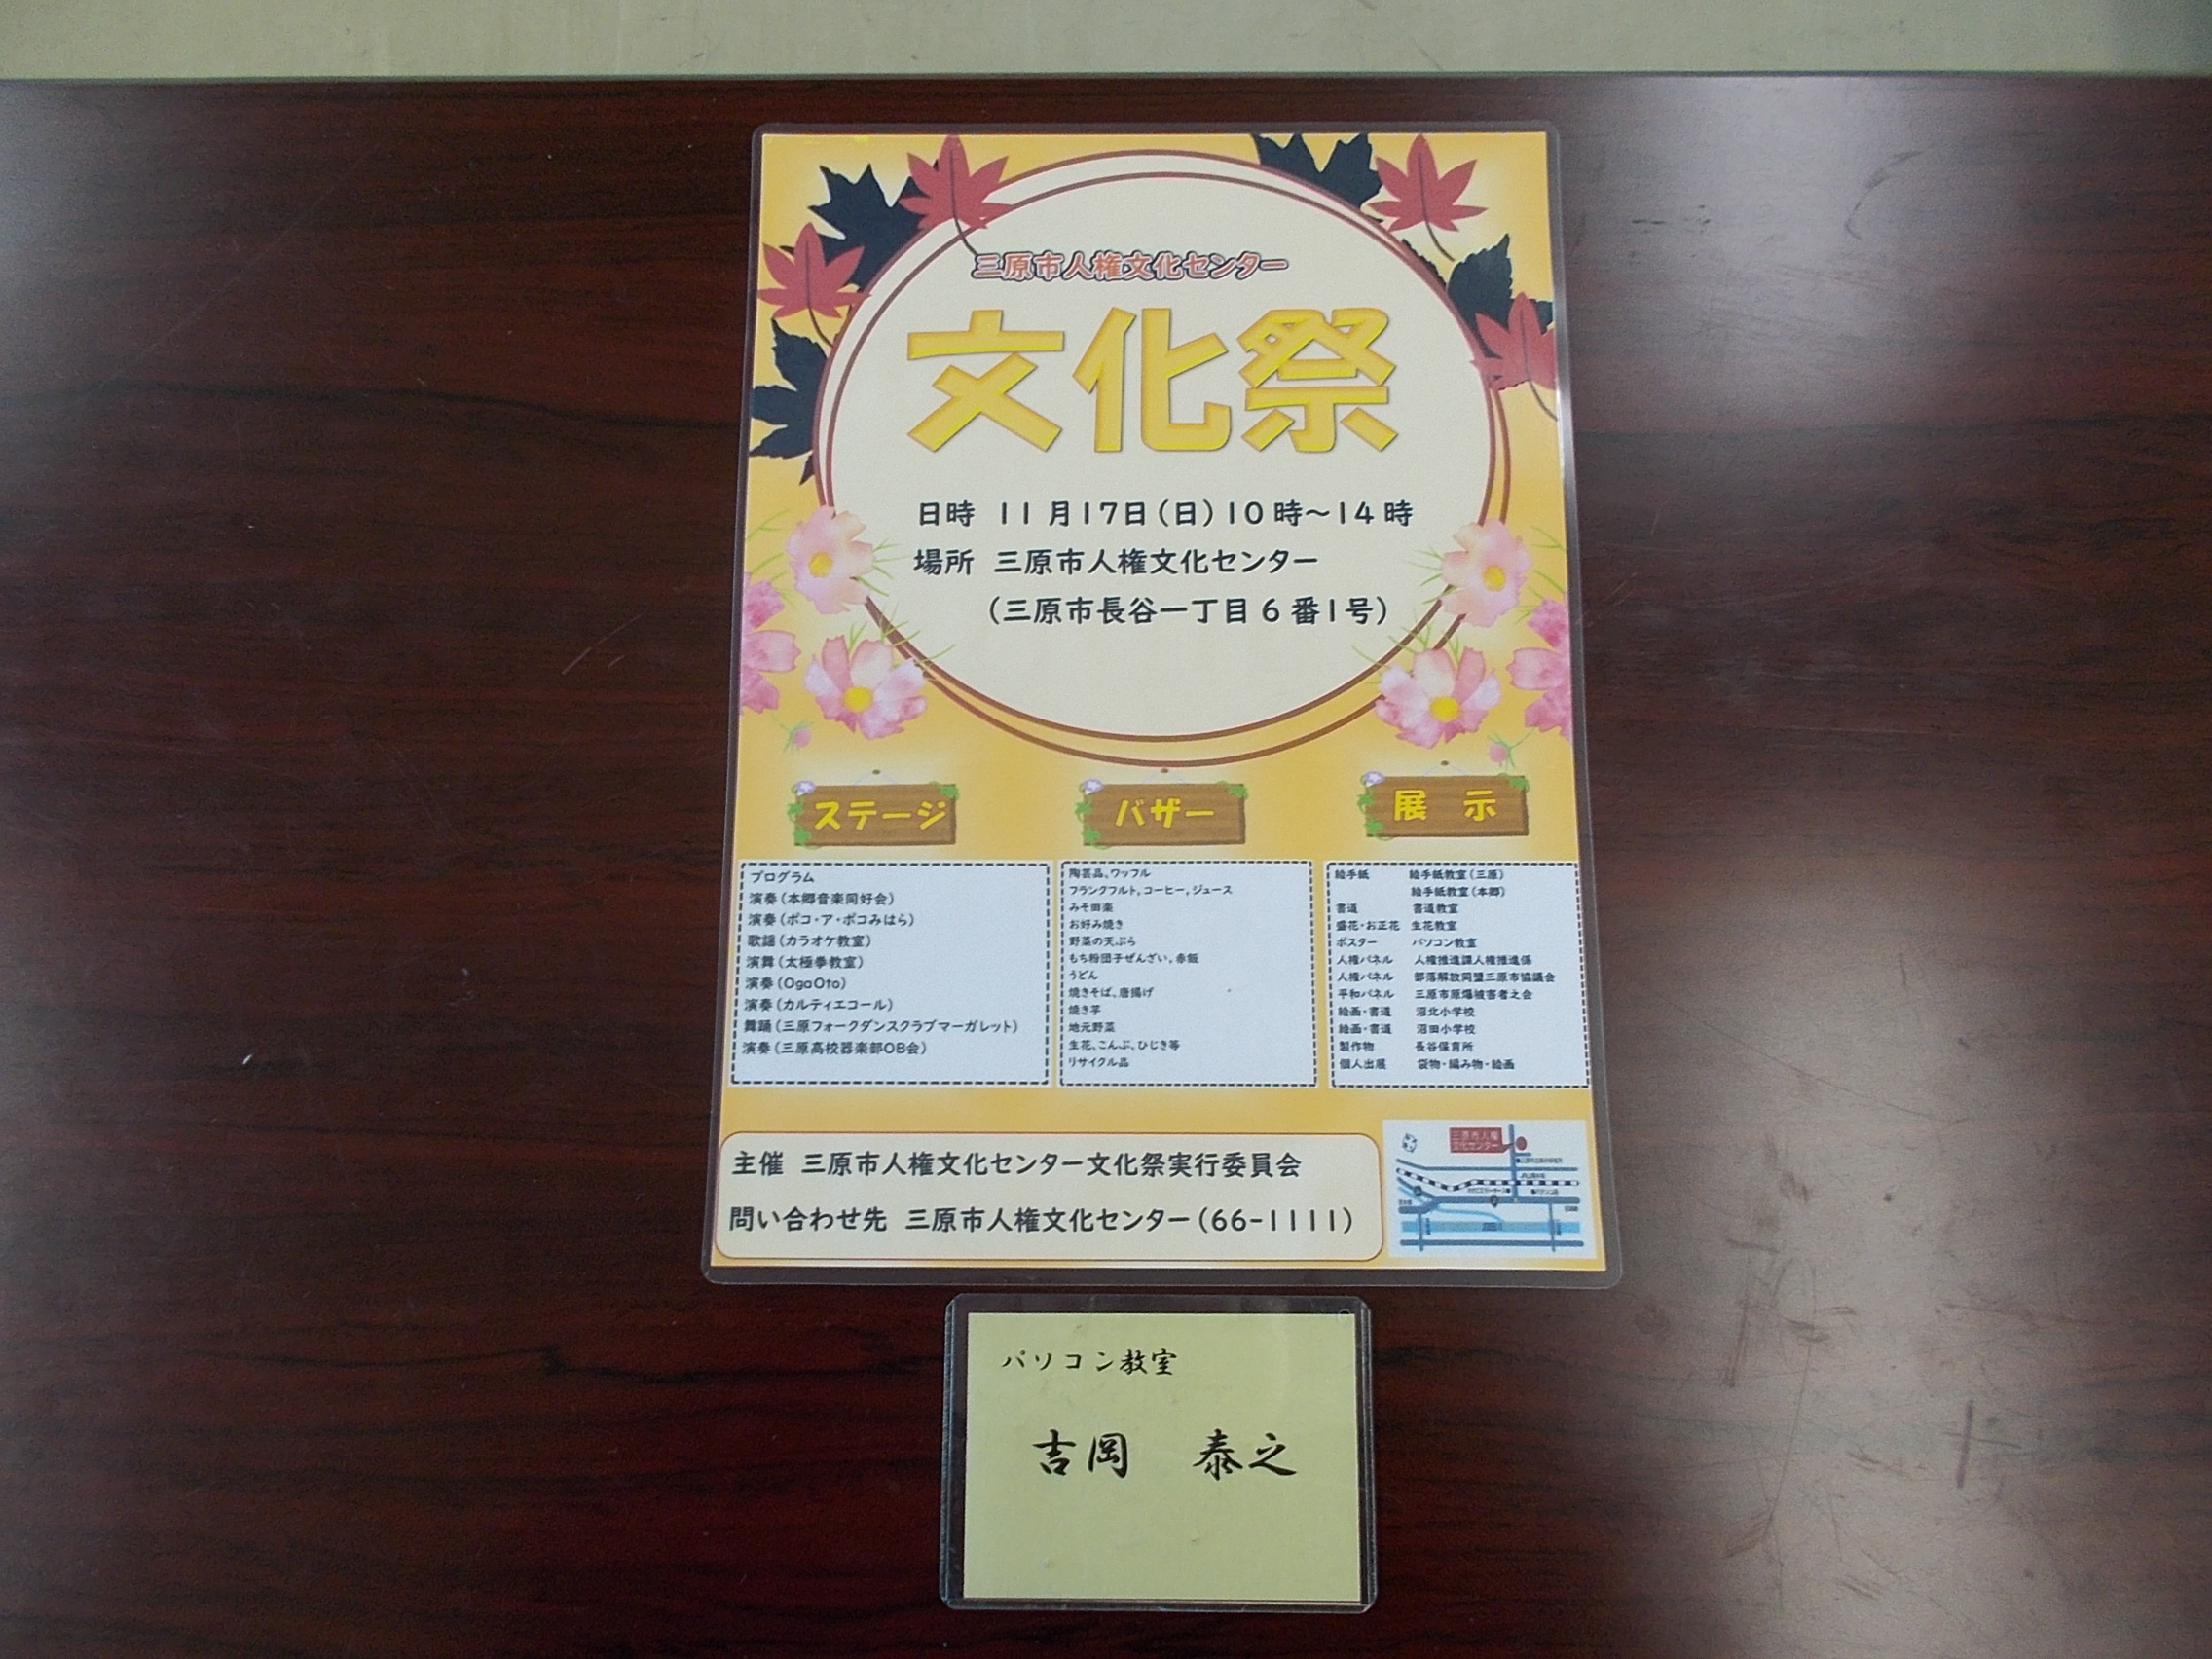 三原市人権文化センター
文化祭
日時 11月17日(日)10時～14時
場所 三原市人権文化センター
(三原市長谷一丁目6番1号)
ステージ
プログラム
演奏(本郷音楽同好会)
演奏(ポコ・ア・ポコみはら)
歌謡(カラオケ教室)
演舞(太極拳教室)
演奏(OgaOto)
演奏(カルティエコール)
舞踊(三原フォークダンスクラブマーガレット)
演奏(三原高校器楽部OB会)
バザー
陶芸品、ワッフル
フランクフルト,コーヒー,ジュース
みそ田楽
お好み焼き
野菜の天ぷら
もち粉団子ぜんざい,赤飯
うどん
焼きそば、唐揚げ
焼き芋
地元野菜
生花、こんぶ、ひじき等
リサイクル品
展 示
絵手紙 絵手紙教室(三原)
絵手紙教室(本郷)
書道 書道教室
盛花・お正花 生花教室
ポスター パソコン教室
人権パネル 人権推進課人権推進係
人権パネル 部落解放同盟三原市協議会
平和パネル 三原市原爆被害者之会
絵画・書道 沼北小学校
絵画・書道 沼田小学校
製作物 長谷保育所
個人出展 袋物・編み物・絵画
主催 三原市人権文化センター文化祭実行委員会
問い合わせ先 三原市人権文化センター(66-1111)
三原市人権
文化センター
パソコン教室
吉岡 泰之